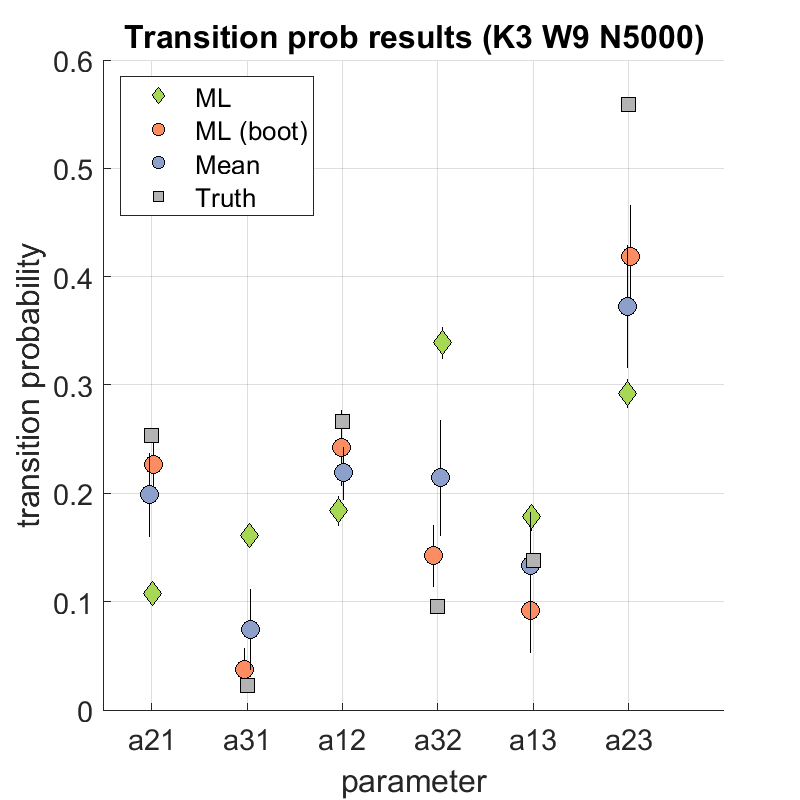 Transition prob results (K3 W9 N5000)
ML
ML (boot)
Mean
Truth
transition probability
0.6
0.5
0.4
0.3
0.2
0.1
0
a21 a31 a12 a32 a13 a23
parameter